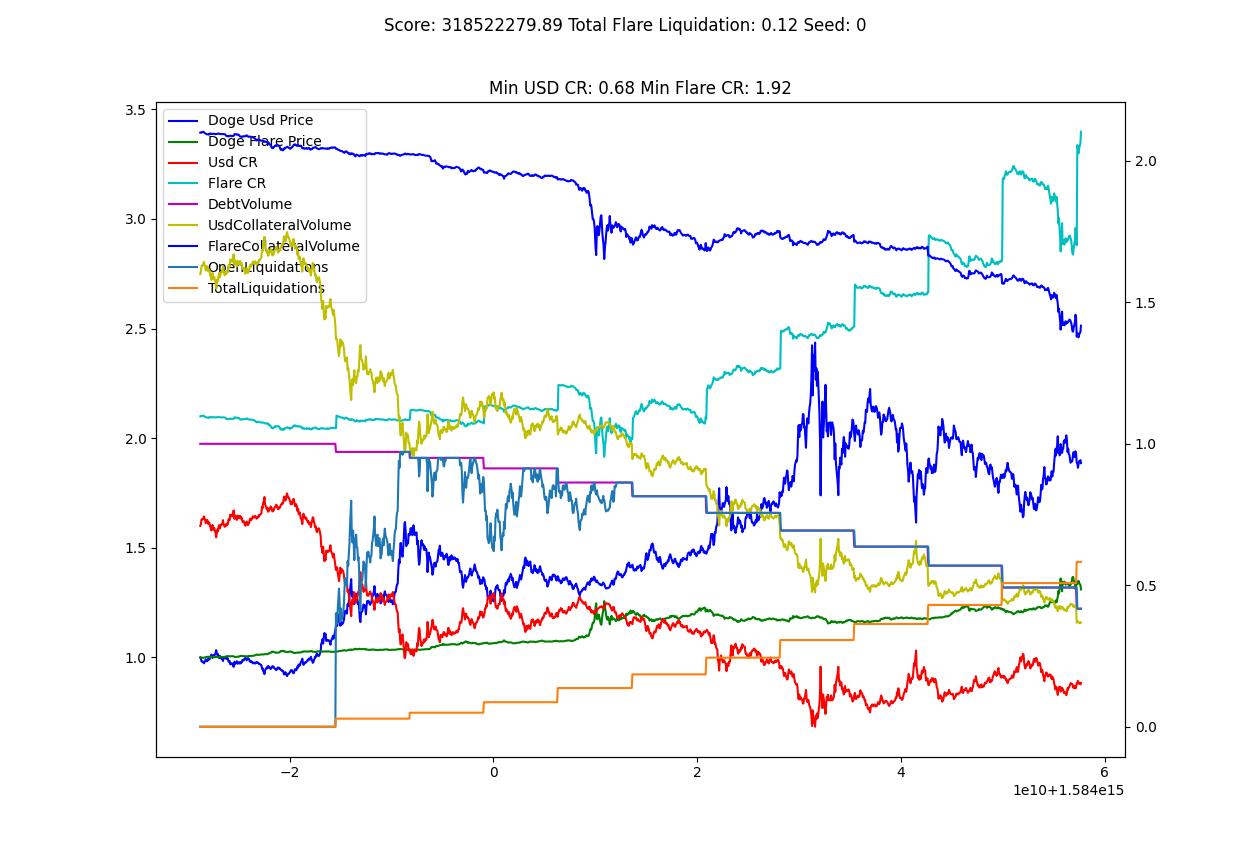 Score: 318522279.89 Total Flare Liquidation: 0.12 Seed: 0
Min USD CR: 0.68 Min Flare CR: 1.92
Doge Usd Price
Doge Flare Price
Usd CR
Flare CR
DebtVolume
UsdCollateralVolume
FlareCollateralVolume
OpenLiquidations
TotalLiquidations
3.5
3.0
2.5
2.0
1.5
1.0
2.0
1.5
1.0
0.5
0.0
−2
0
2
4
6
1e10+1.584e15